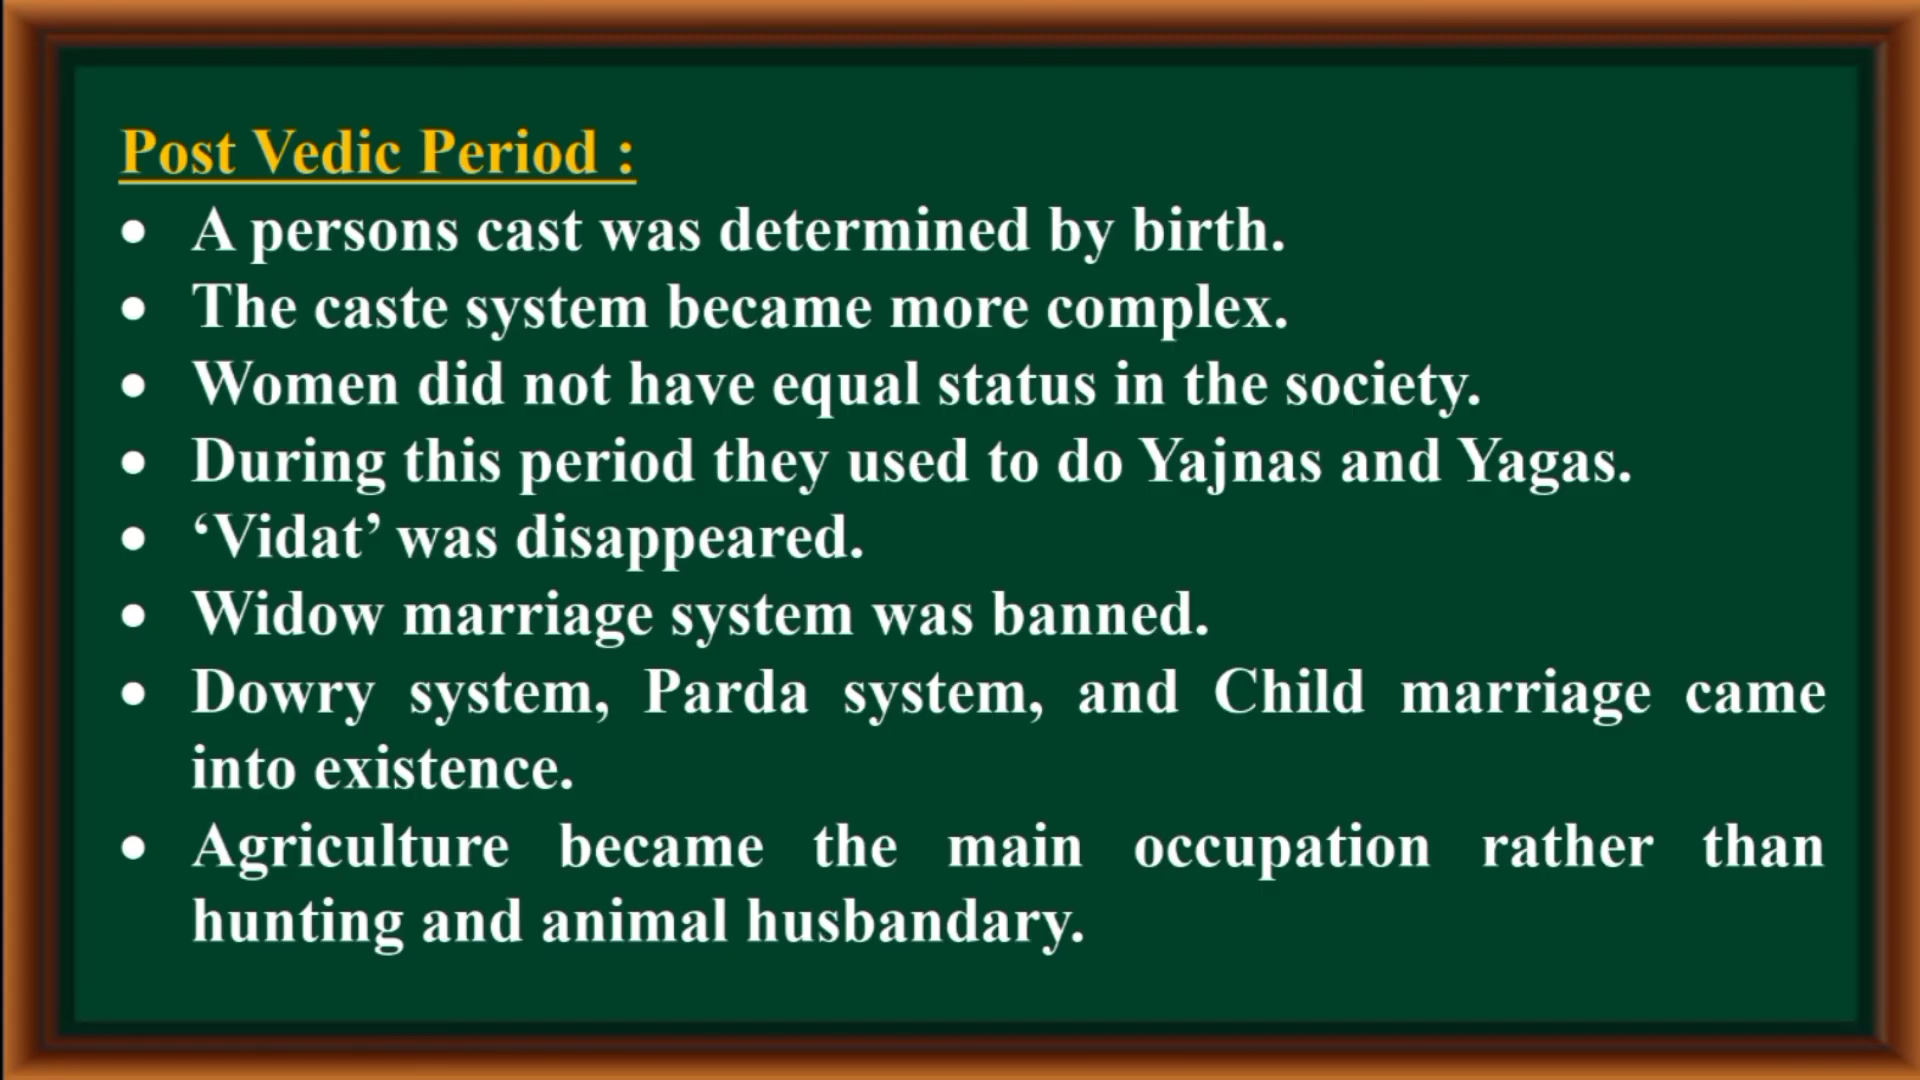 Post Vedic Period :
• A persons cast was determined by birth.
• The caste system became more complex.
• Women did not have equal status in the society.
• During this period they used to do Yajnas and Yagas.
• ‘Vidat’ was disappeared.
• Widow marriage system was banned.
• Dowry system, Parda system, and Child marriage came
into existence.
• Agriculture became the main occupation rather than
hunting and animal husbandary.